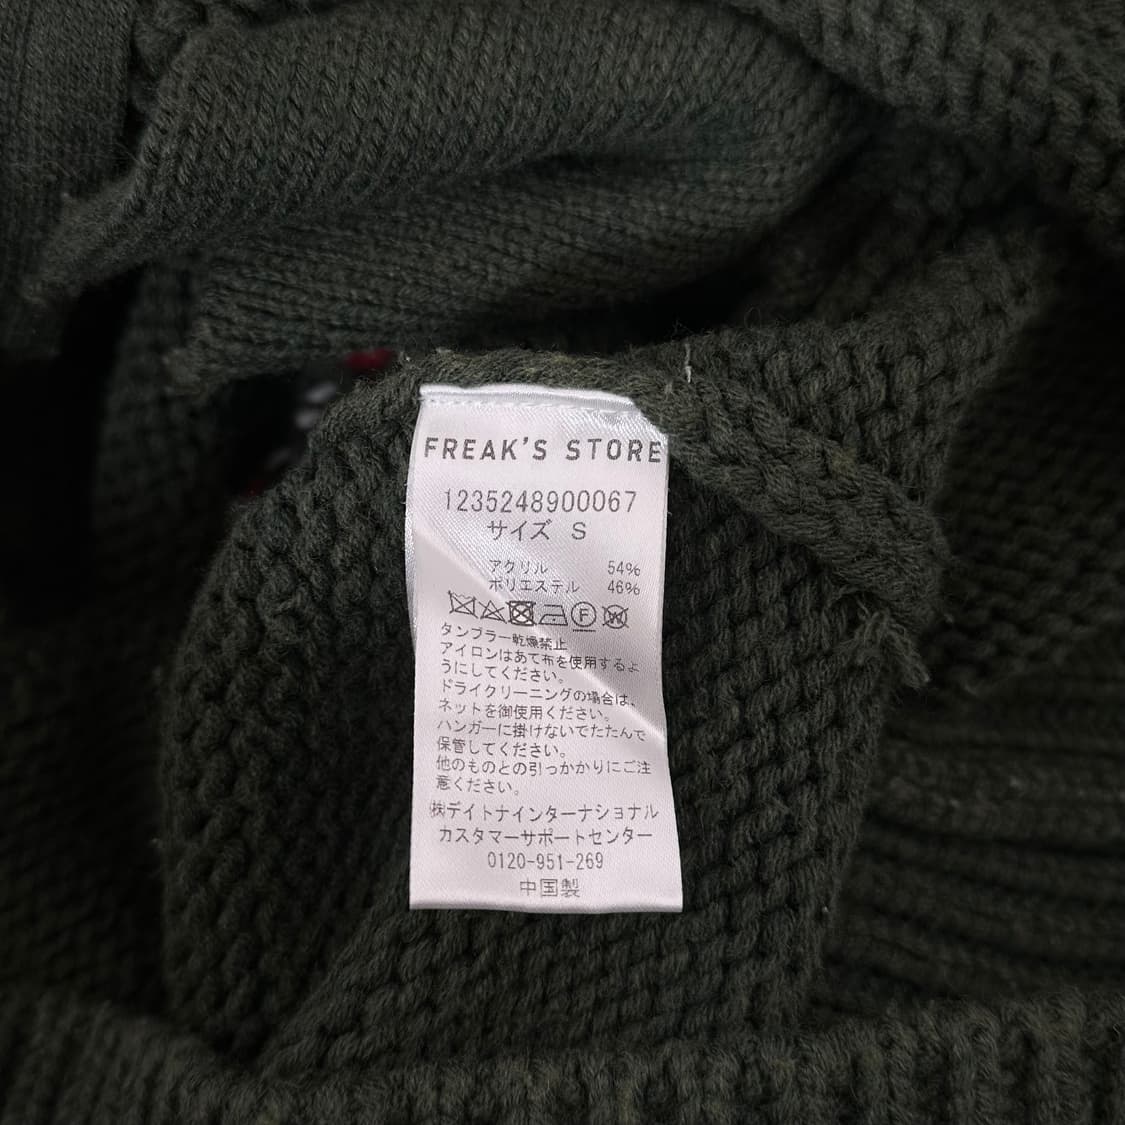 FREAK'S STORE
1235248900067
サイズ S
アクリル 54%
ポリエステル 46%
F W
タンブラー乾燥禁止
アイロンはあて布を使用するよ
うにしてください。
ドライクリーニングの場合は、
ネットを御使用ください。
ハンガーに掛けないでたたんで
保管してください。
他のものとの引っかかりにご注
意ください。
㈱デイトナインターナショナル
カスタマーサポートセンター
0120-951-269
中国製